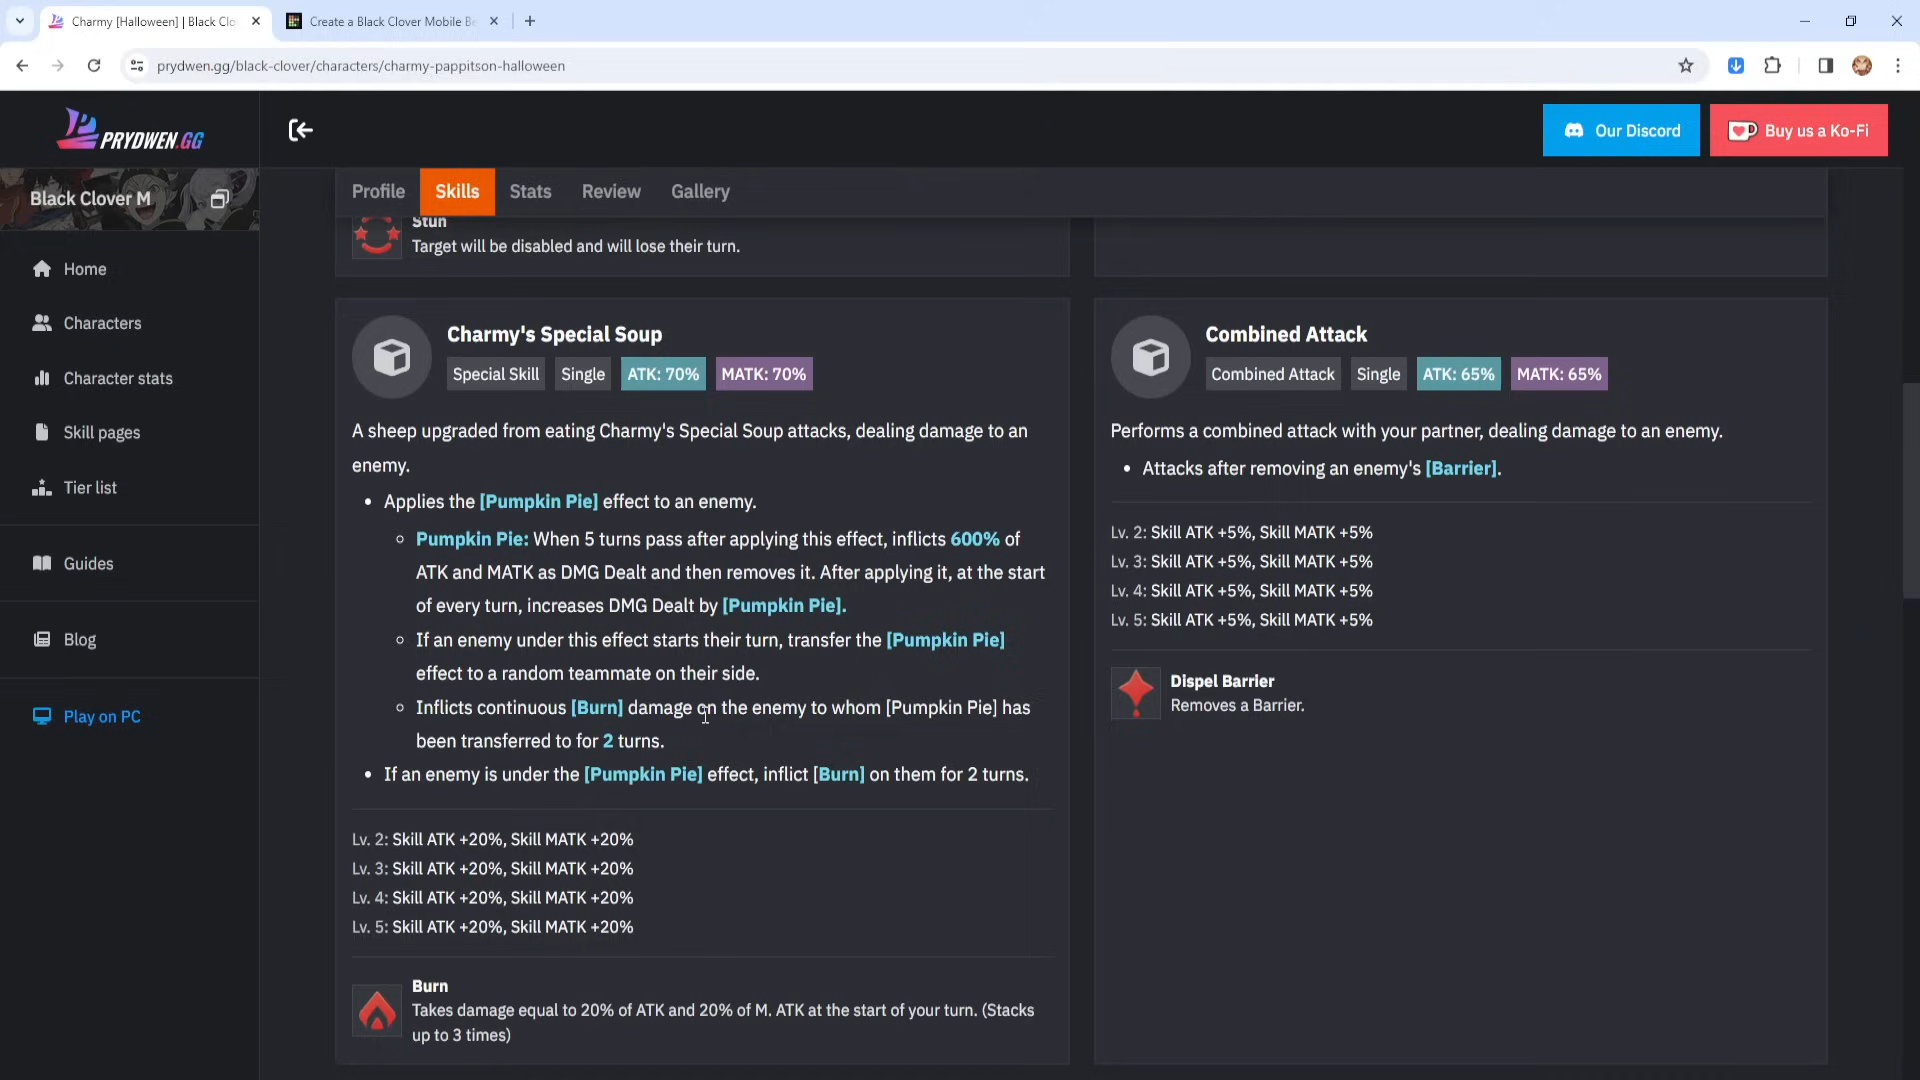 Charmy [Halloween] | Black Clo
Create a Black Clover Mobile Be
prydwen.gg/black-clover/characters/charmy-pappitson-halloween
PRYDWEN.GG
Our Discord
Buy us a Ko-Fi
Black Clover M
Profile
Skills
Stats
Review
Gallery
Home
Characters
Character stats
Skill pages
Tier list
Guides
Blog
Play on PC
Stun
Target will be disabled and will lose their turn.
Charmy's Special Soup
Special Skill
Single
ATK: 70%
MATK: 70%
A sheep upgraded from eating Charmy's Special Soup attacks, dealing damage to an
enemy.
• Applies the [Pumpkin Pie] effect to an enemy.
◦ Pumpkin Pie: When 5 turns pass after applying this effect, inflicts 600% of
ATK and MATK as DMG Dealt and then removes it. After applying it, at the start
of every turn, increases DMG Dealt by [Pumpkin Pie].
◦ If an enemy under this effect starts their turn, transfer the [Pumpkin Pie]
effect to a random teammate on their side.
◦ Inflicts continuous [Burn] damage on the enemy to whom [Pumpkin Pie] has
been transferred to for 2 turns.
• If an enemy is under the [Pumpkin Pie] effect, inflict [Burn] on them for 2 turns.
Lv. 2: Skill ATK +20%, Skill MATK +20%
Lv. 3: Skill ATK +20%, Skill MATK +20%
Lv. 4: Skill ATK +20%, Skill MATK +20%
Lv. 5: Skill ATK +20%, Skill MATK +20%
Burn
Takes damage equal to 20% of ATK and 20% of M. ATK at the start of your turn. (Stacks
up to 3 times)
Combined Attack
Combined Attack
Single
ATK: 65%
MATK: 65%
Performs a combined attack with your partner, dealing damage to an enemy.
• Attacks after removing an enemy's [Barrier].
Lv. 2: Skill ATK +5%, Skill MATK +5%
Lv. 3: Skill ATK +5%, Skill MATK +5%
Lv. 4: Skill ATK +5%, Skill MATK +5%
Lv. 5: Skill ATK +5%, Skill MATK +5%
Dispel Barrier
Removes a Barrier.